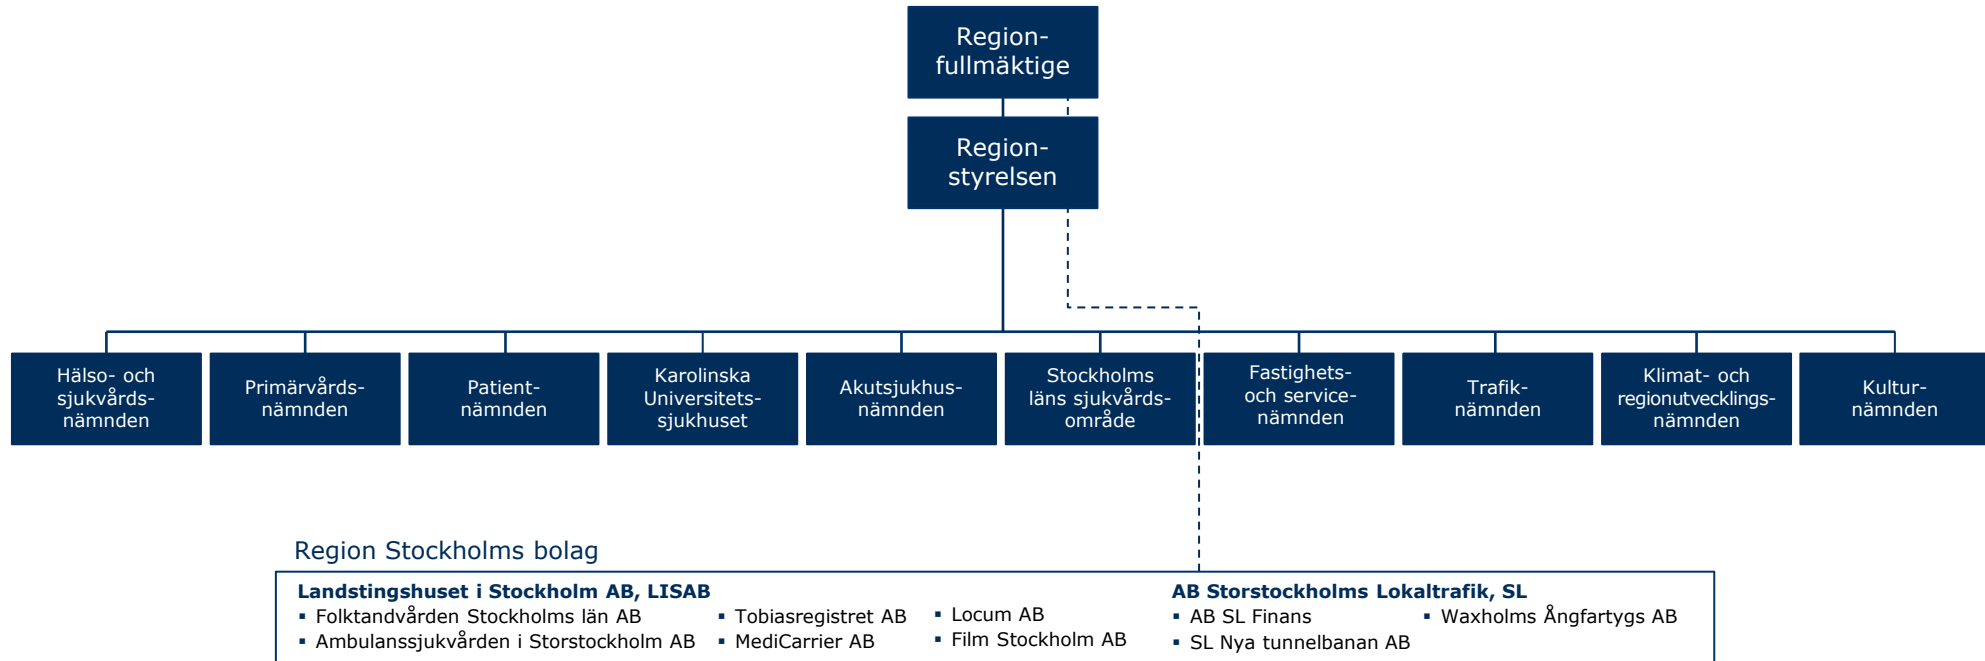 Region-
fullmäktige
Region-
styrelsen
Hälso- och
sjukvårds-
nämnden
Primärvårds-
nämnden
Patient-
nämnden
Karolinska
Universitets-
sjukhuset
Akutsjukhus-
nämnden
Stockholms
läns sjukvårds-
område
Fastighets-
och service-
nämnden
Trafik-
nämnden
Klimat- och
regionutvecklings-
nämnden
Kultur-
nämnden
Region Stockholms bolag
Landstingshuset i Stockholm AB, LISAB
▪ Folktandvården Stockholms län AB
▪ Ambulanssjukvården i Storstockholm AB
▪ Tobiasregistret AB
▪ MediCarrier AB
▪ Locum AB
▪ Film Stockholm AB
AB Storstockholms Lokaltrafik, SL
▪ AB SL Finans
▪ SL Nya tunnelbanan AB
▪ Waxholms Ångfartygs AB